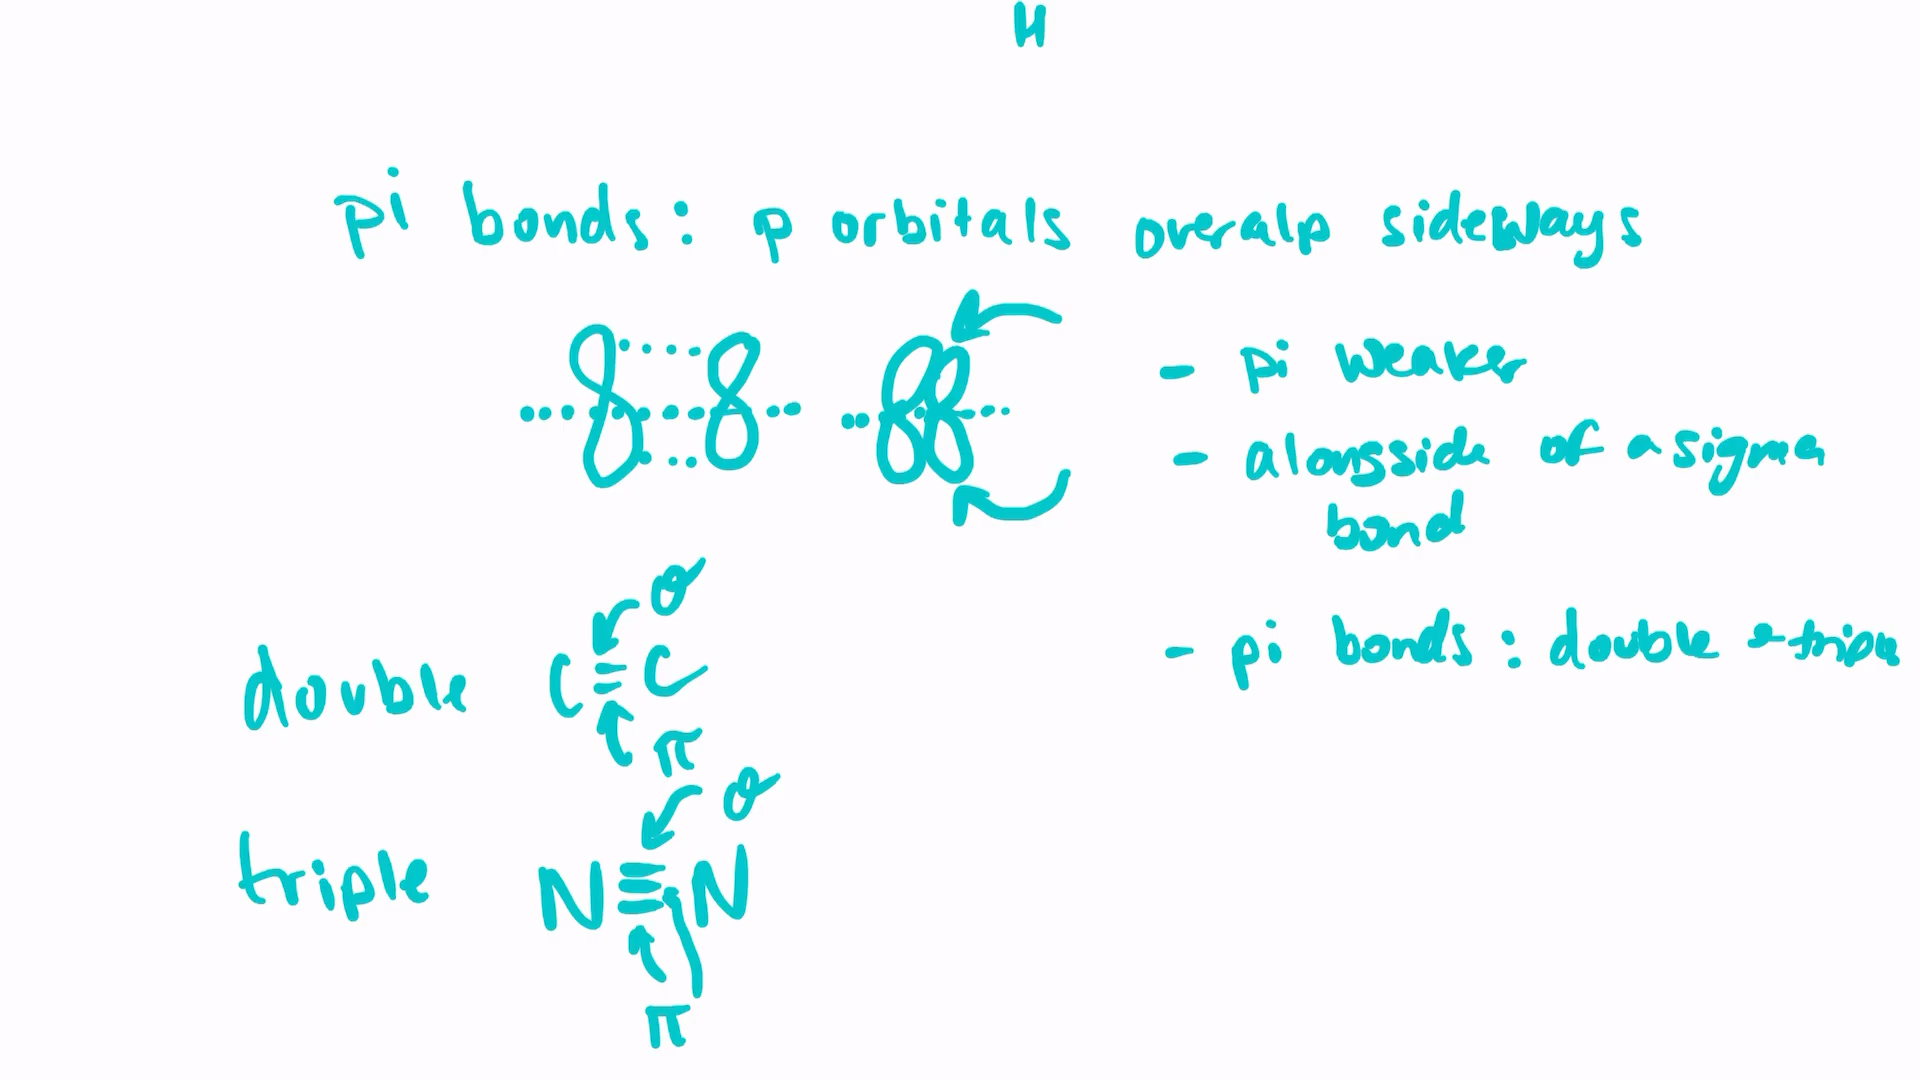 H
pi bonds: p orbitals overalp sideways
- pi weaker
- alongside of a sigma
bond
σ
double C=C
π
- pi bonds: double & triple
σ
triple N≡N
π